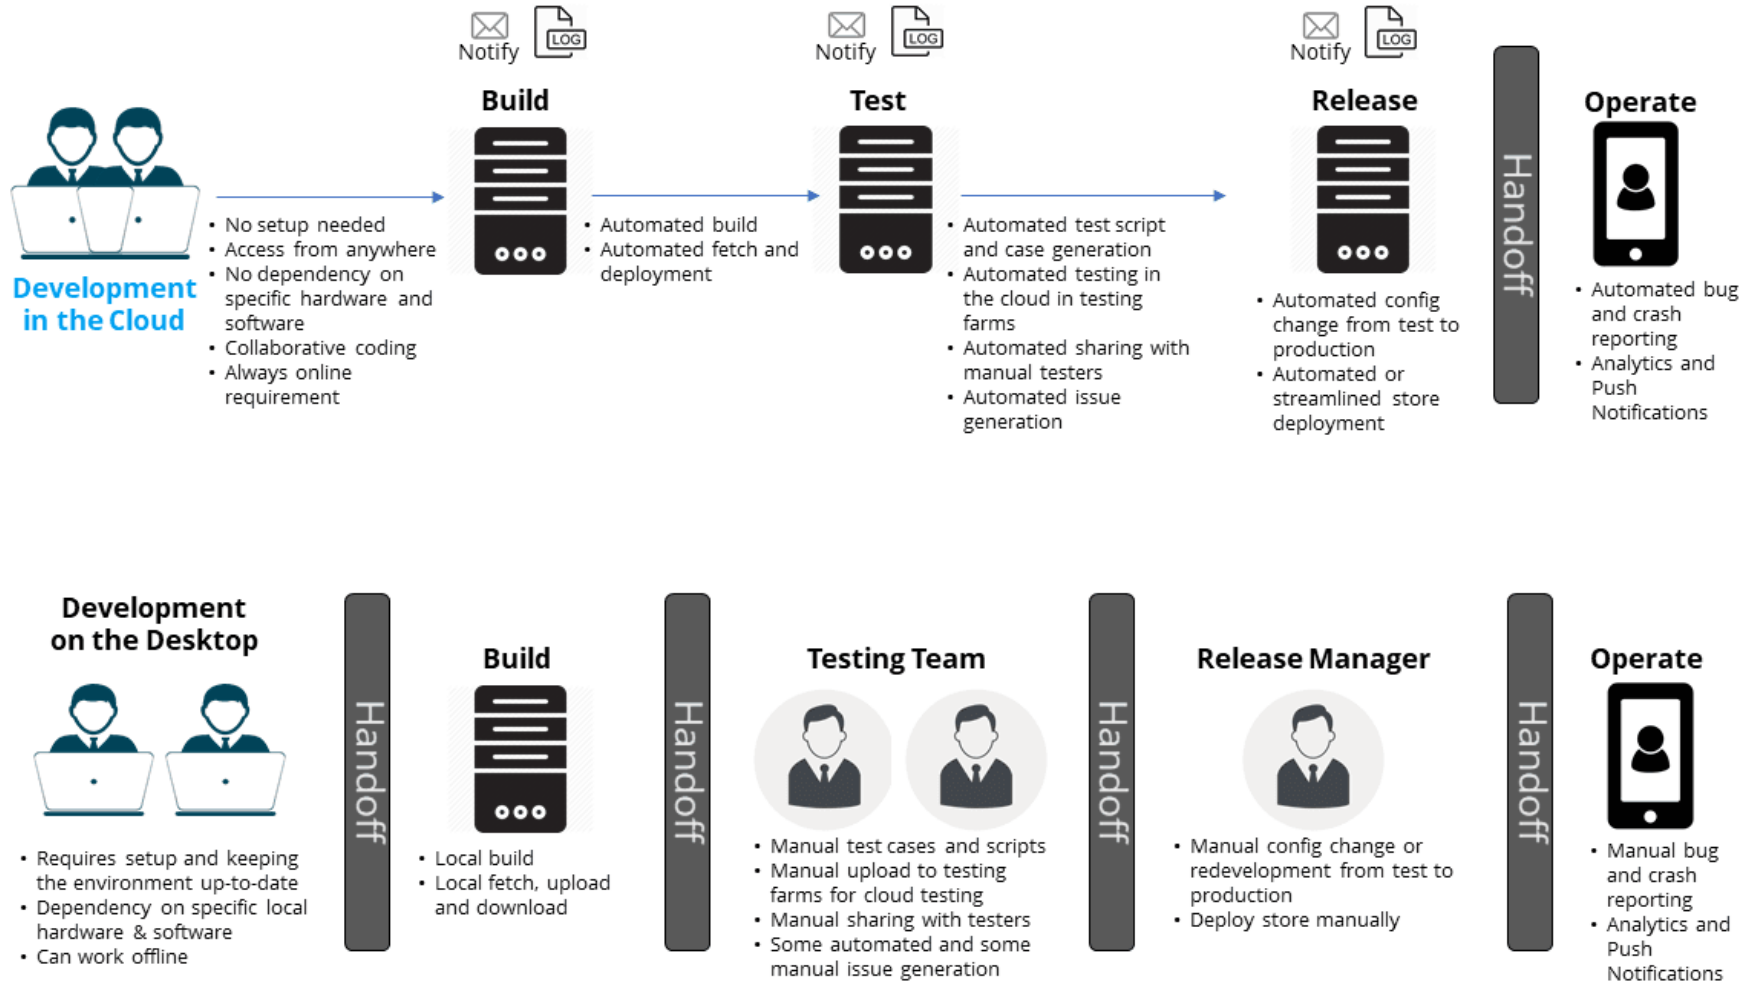 Notify
LOG
Notify
LOG
Notify
LOG
Build
Test
Release
Operate
Handoff
Development
in the Cloud
• No setup needed
• Access from anywhere
• No dependency on
specific hardware and
software
• Collaborative coding
• Always online
requirement
• Automated build
• Automated fetch and
deployment
• Automated test script
and case generation
• Automated testing in
the cloud in testing
farms
• Automated sharing with
manual testers
• Automated issue
generation
• Automated config
change from test to
production
• Automated or
streamlined store
deployment
• Automated bug
and crash
reporting
• Analytics and
Push
Notifications
Development
on the Desktop
• Requires setup and keeping
the environment up-to-date
• Dependency on specific local
hardware & software
• Can work offline
Handoff
Build
• Local build
• Local fetch, upload
and download
Handoff
Testing Team
• Manual test cases and scripts
• Manual upload to testing
farms for cloud testing
• Manual sharing with testers
• Some automated and some
manual issue generation
Handoff
Release Manager
• Manual config change or
redevelopment from test to
production
• Deploy store manually
Handoff
Operate
• Manual bug
and crash
reporting
• Analytics and
Push
Notifications